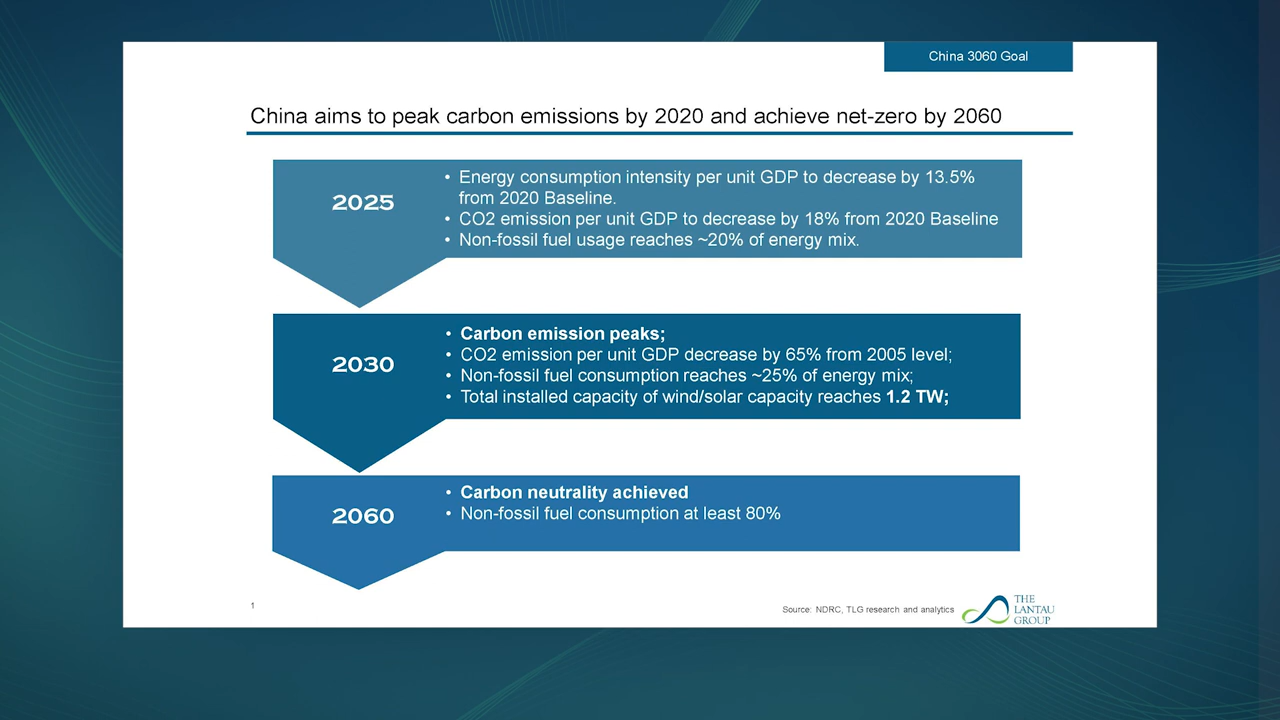 China 3060 Goal
China aims to peak carbon emissions by 2020 and achieve net-zero by 2060
2025
• Energy consumption intensity per unit GDP to decrease by 13.5%
from 2020 Baseline.
• CO2 emission per unit GDP to decrease by 18% from 2020 Baseline
• Non-fossil fuel usage reaches ~20% of energy mix.
2030
• Carbon emission peaks;
• CO2 emission per unit GDP decrease by 65% from 2005 level;
• Non-fossil fuel consumption reaches ~25% of energy mix;
• Total installed capacity of wind/solar capacity reaches 1.2 TW;
2060
• Carbon neutrality achieved
• Non-fossil fuel consumption at least 80%
1
Source: NDRC, TLG research and analytics
THE
LANTAU
GROUP